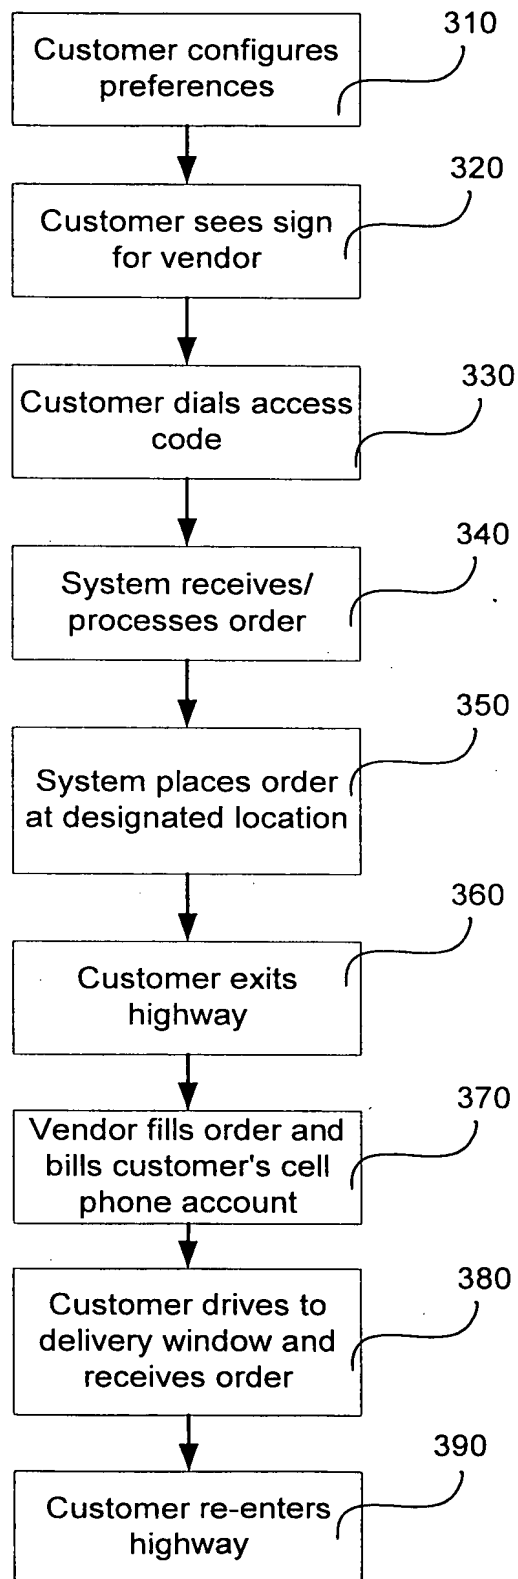 310
Customer configures
preferences
320
Customer sees sign
for vendor
330
Customer dials access
code
340
System receives/
processes order
350
System places order
at designated location
360
Customer exits
highway
370
Vendor fills order and
bills customer's cell
phone account
380
Customer drives to
delivery window and
receives order
390
Customer re-enters
highway